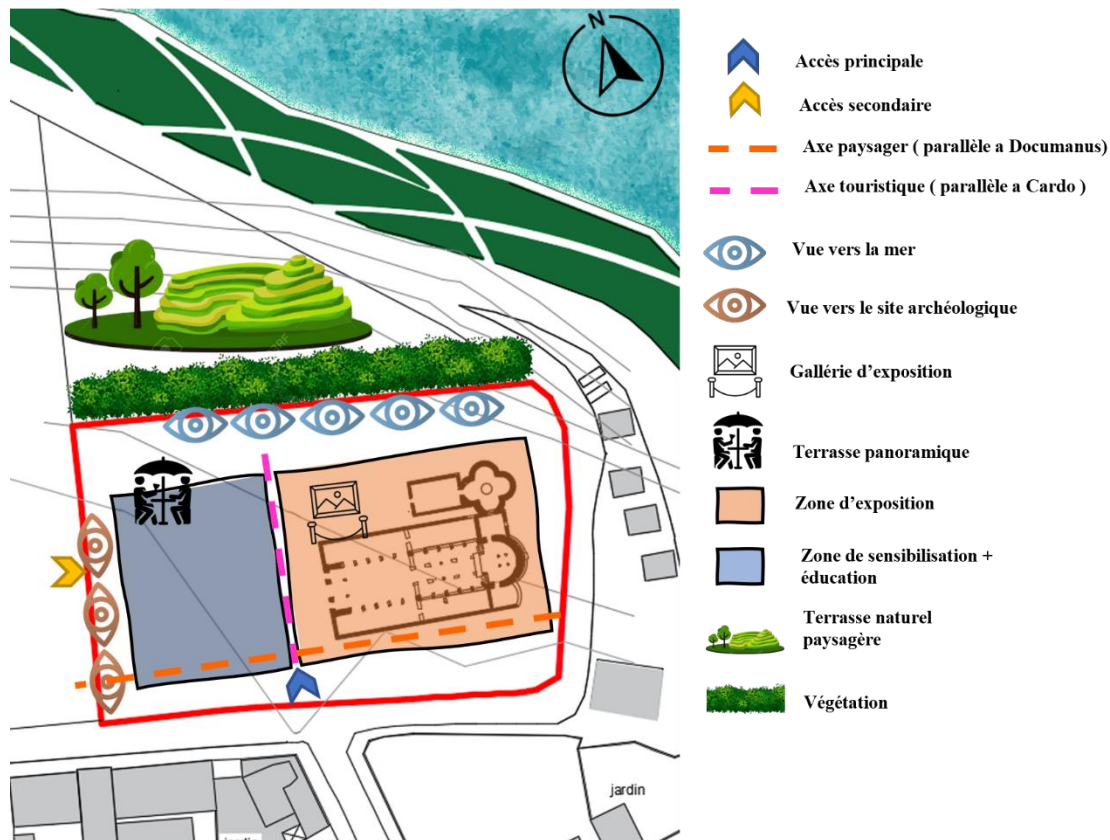 N
Accès principale
Accès secondaire
Axe paysager ( parallèle a Documanus)
Axe touristique ( parallèle a Cardo )
Vue vers la mer
Vue vers le site archéologique
Gallérie d'exposition
Terrasse panoramique
Zone d'exposition
Zone de sensibilisation +
éducation
Terrasse naturel
paysagère
Végétation
jardin
jardin